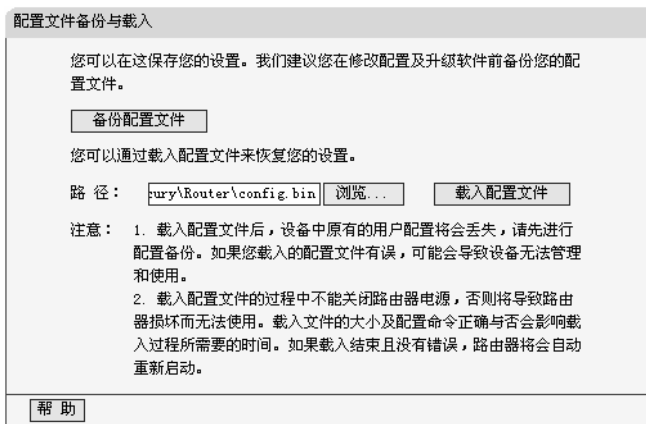 配置文件备份与载入
您可以在这保存您的设置。我们建议您在修改配置及升级软件前备份您的配
置文件。
备份配置文件
您可以通过载入配置文件来恢复您的设置。
路 径： cury\Router\config.bin 浏览... 载入配置文件
注意： 1. 载入配置文件后，设备中原有的用户配置将会丢失，请先进行
配置备份。如果您载入的配置文件有误，可能会导致设备无法管理
和使用。
2. 载入配置文件的过程中不能关闭路由器电源，否则将导致路由
器损坏而无法使用。载入文件的大小及配置命令正确与否会影响载
入过程所需要的时间。如果载入结束且没有错误，路由器将会自动
重新启动。
帮 助